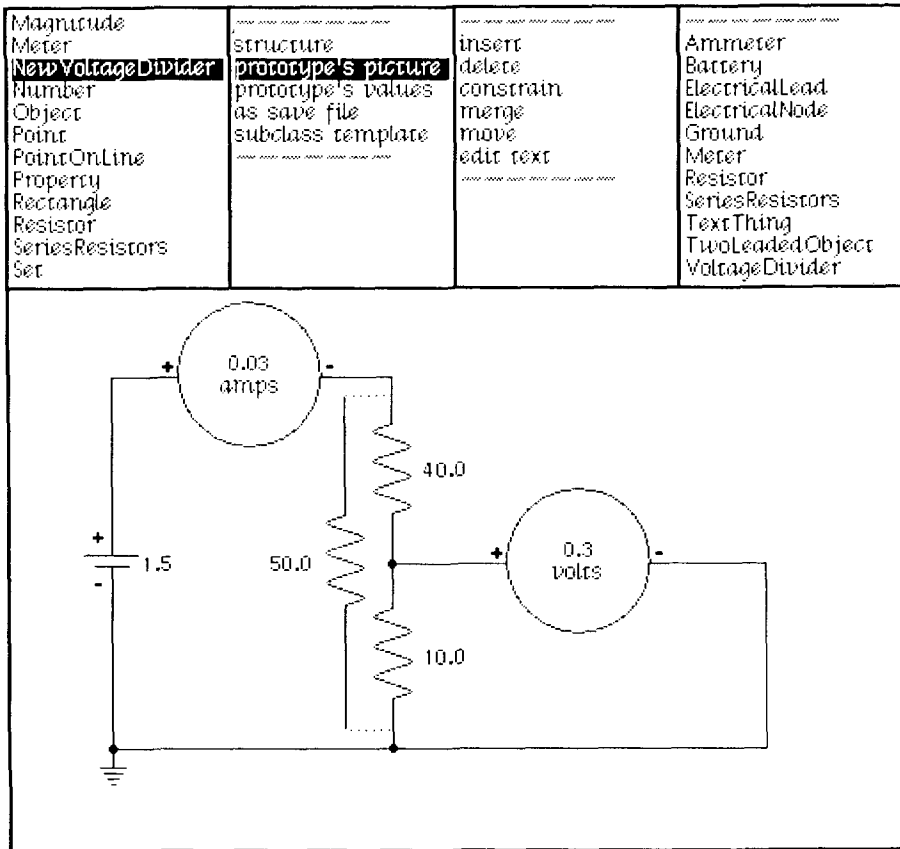 Magnitude
Meter
NewVoltageDivider
Number
Object
Point
PointOnLine
Property
Rectangle
Resistor
SeriesResistors
Set
structure
prototype's picture
prototype's values
as save file
subclass template
insert
delete
constrain
merge
move
edit text
Ammeter
Battery
ElectricalLead
ElectricalNode
Ground
Meter
Resistor
SeriesResistors
TextThing
TwoLeadedObject
VoltageDivider
+ 0.03 -
amps
40.0
+
1.5
-
50.0
+ 0.3 -
volts
10.0